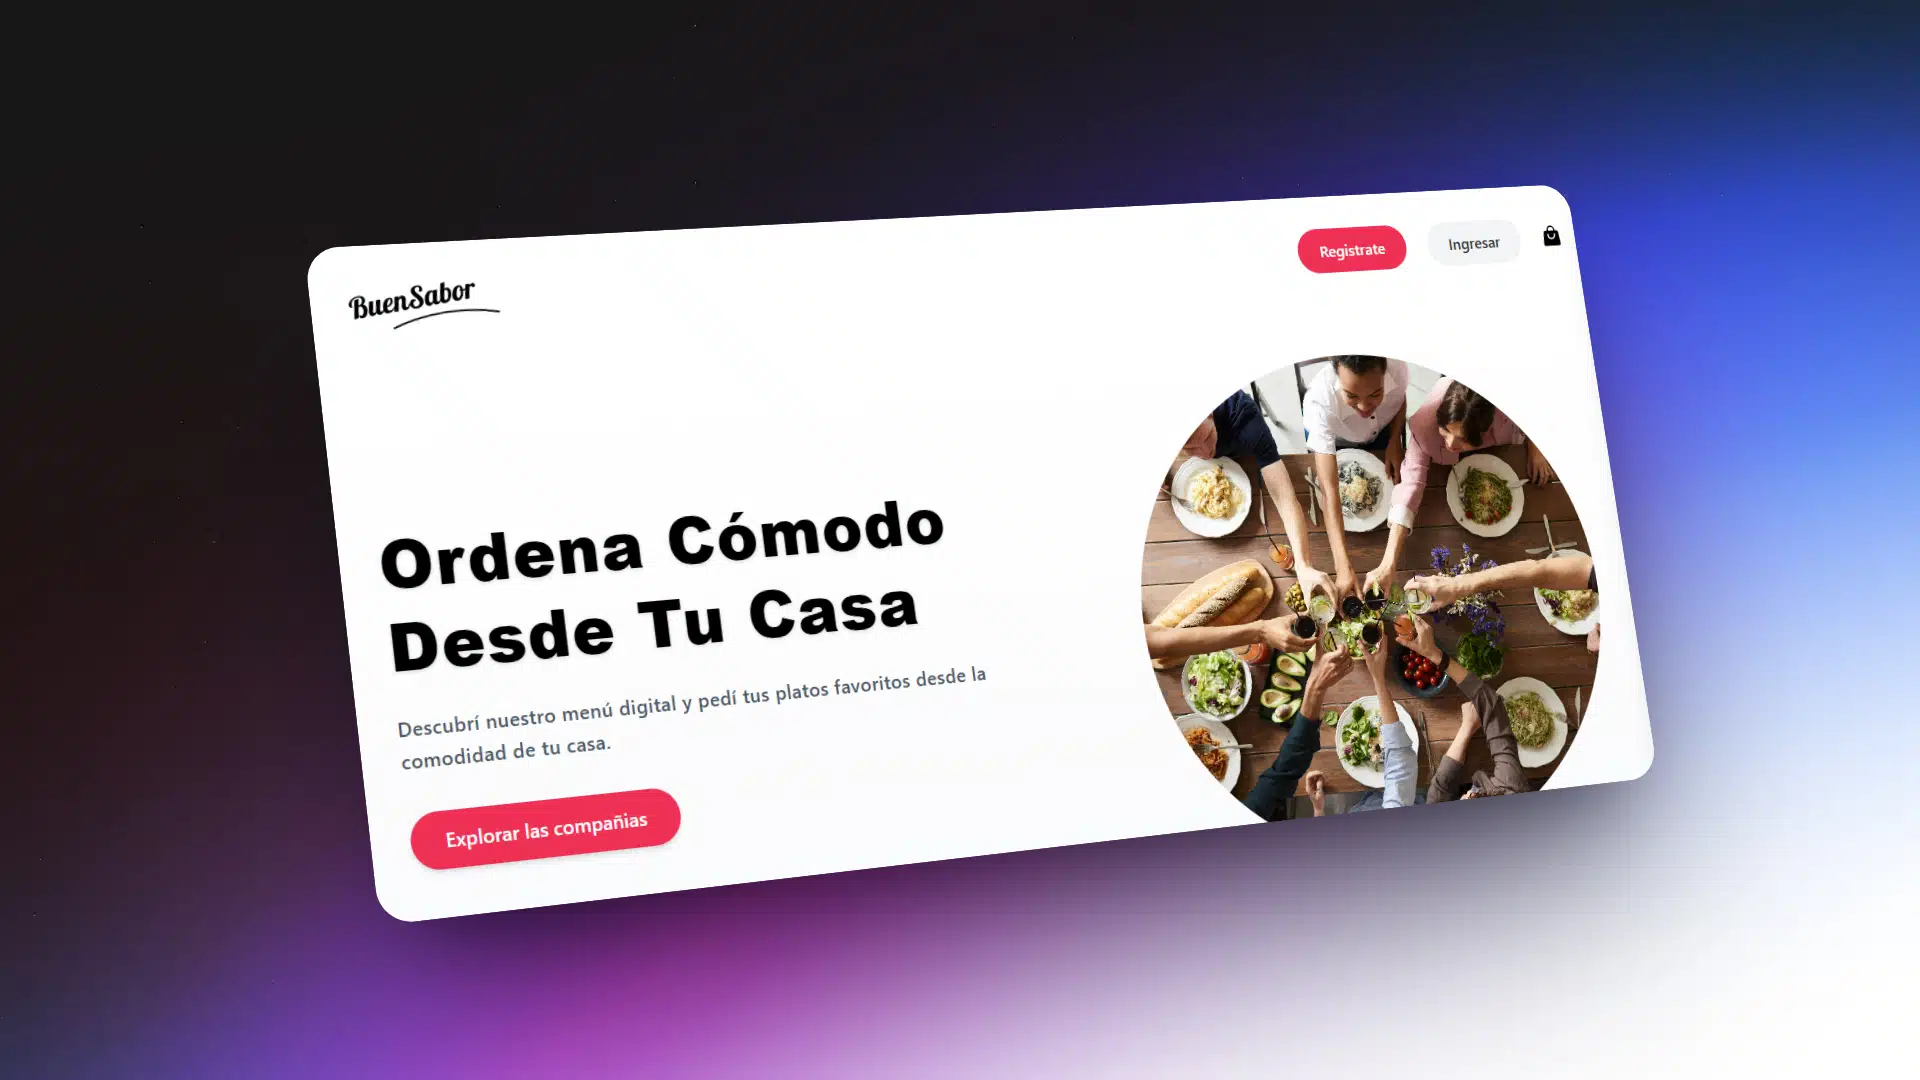 BuenSabor
Registrate
Ingresar
Ordena Cómodo
Desde Tu Casa
Descubrí nuestro menú digital y pedí tus platos favoritos desde la
comodidad de tu casa.
Explorar las compañias